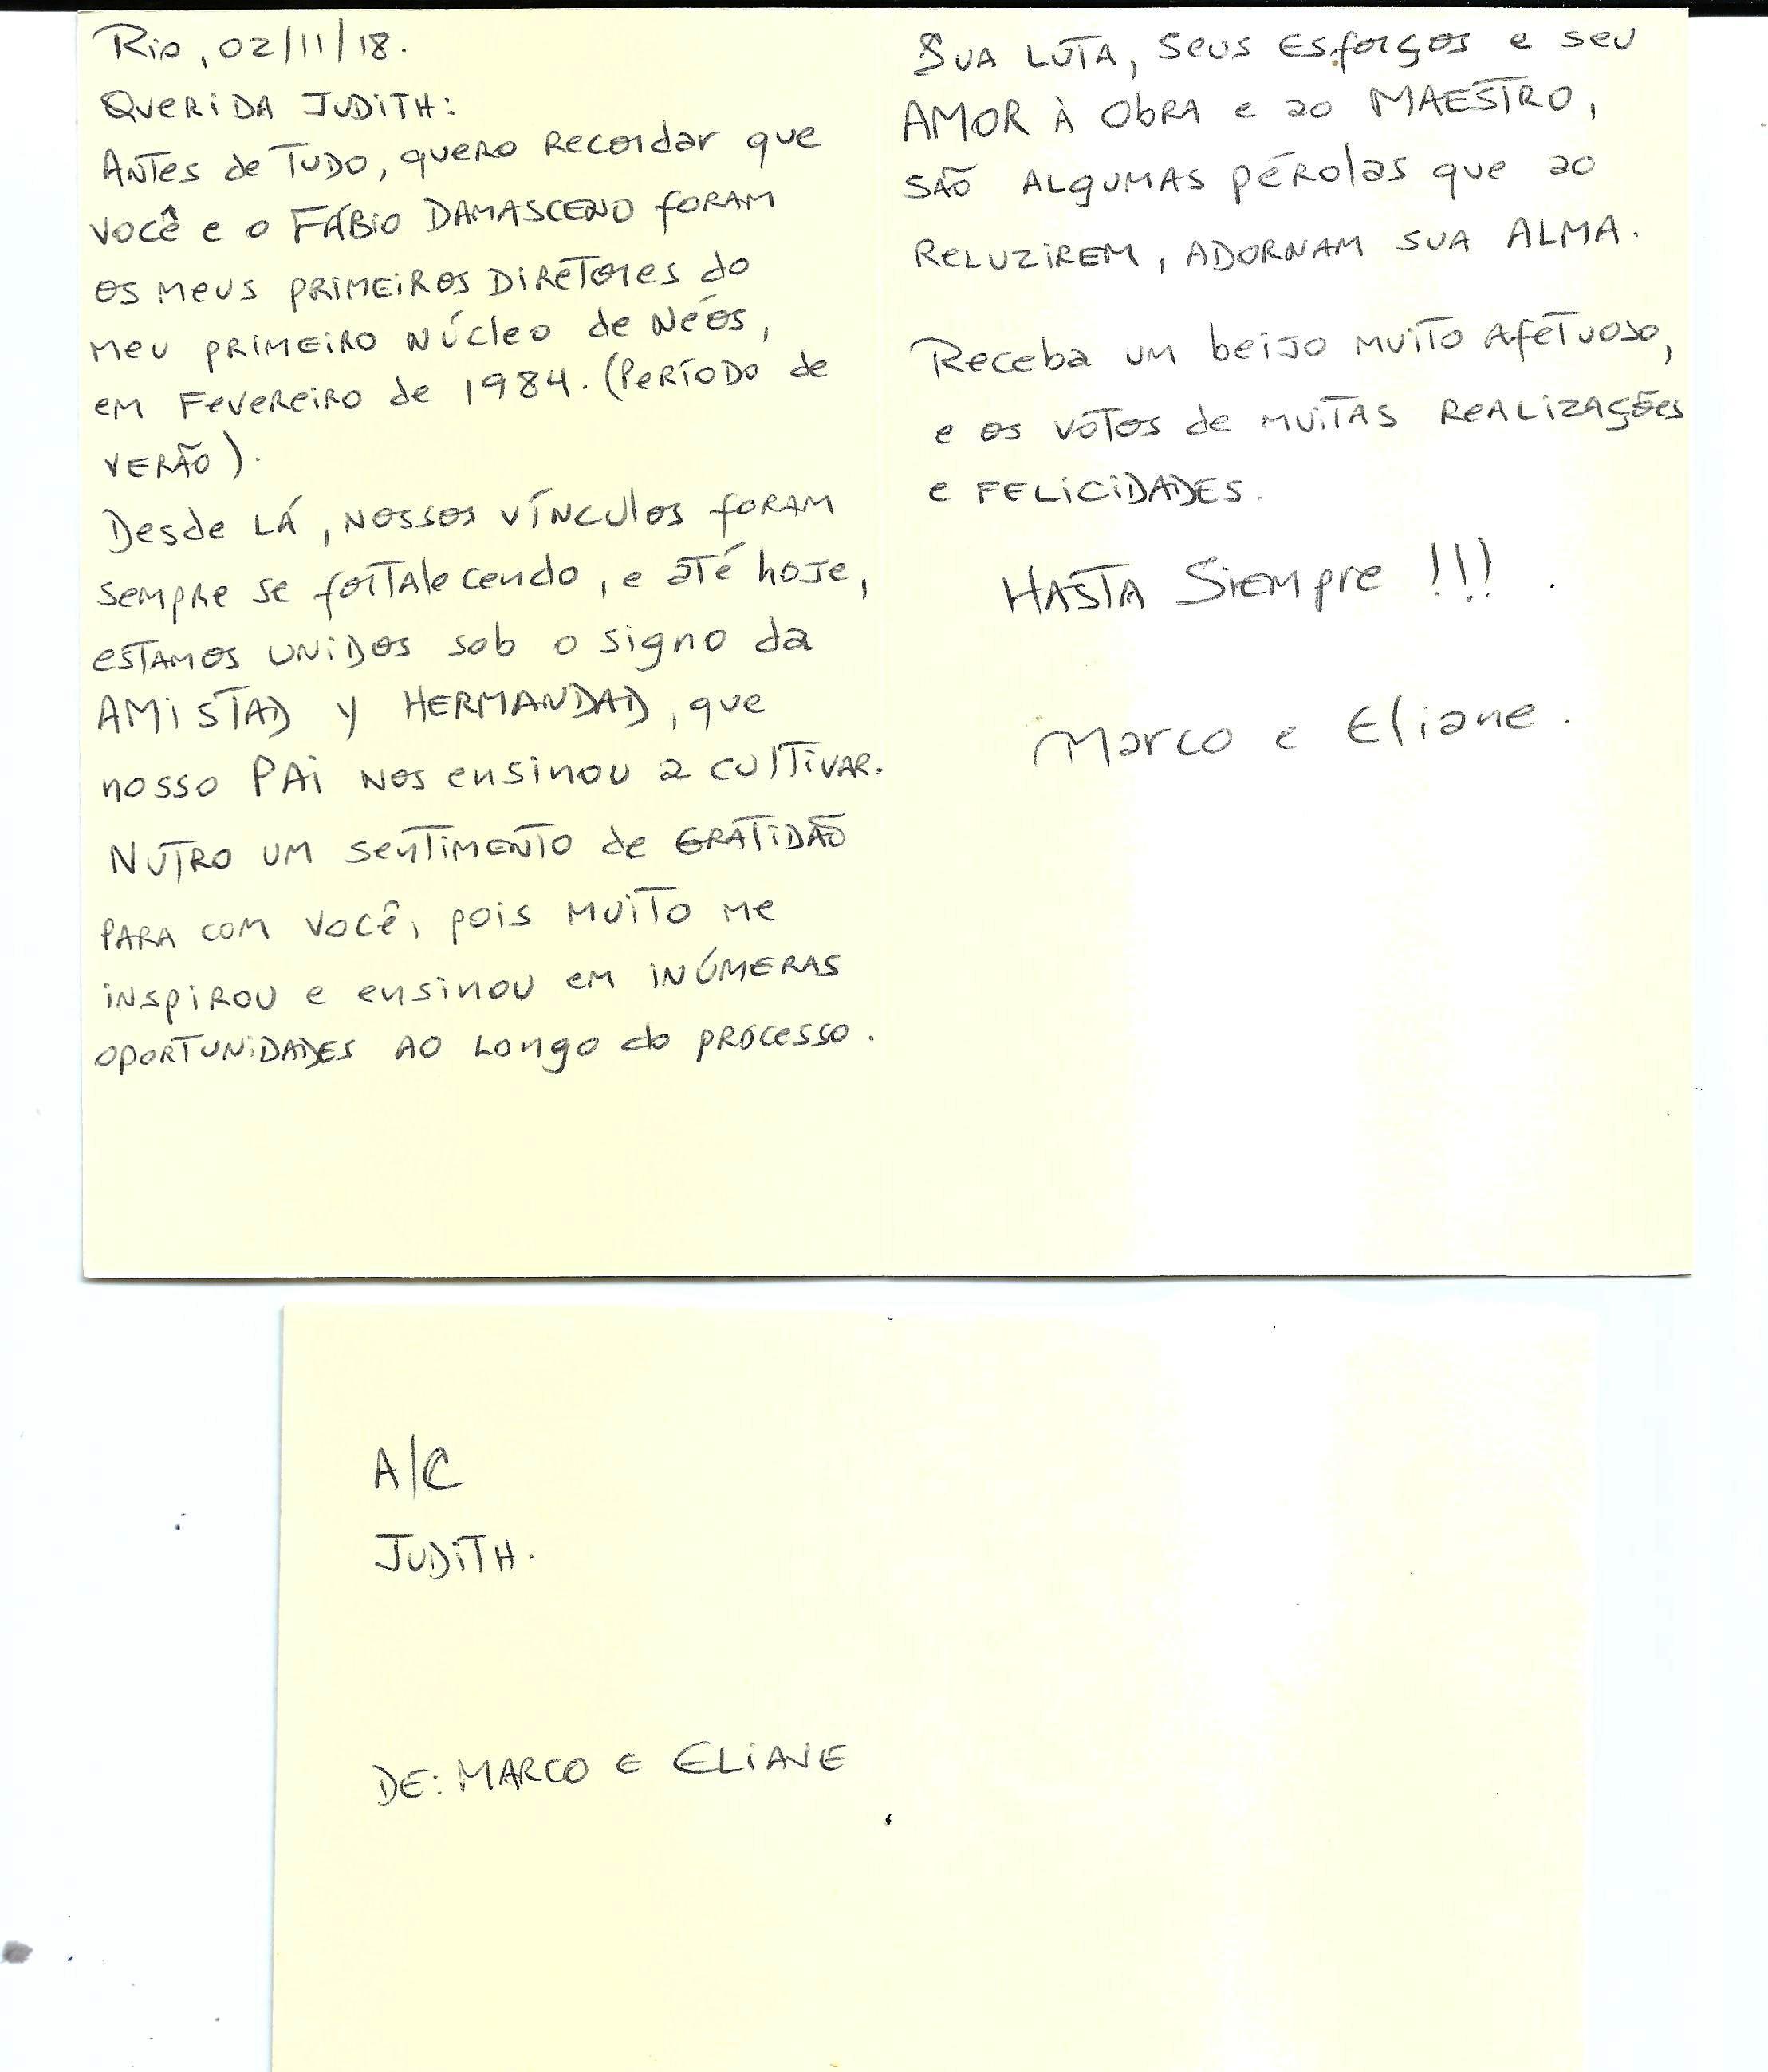 Rio, 02/11/18.
Querida Judith:
Antes de tudo, quero recordar que
você e o Fábio Damasceno foram
os meus primeiros diretores do
meu primeiro núcleo de Néos,
em Fevereiro de 1984. (Período de
verão).
Desde lá, nossos vínculos foram
sempre se fortalecendo, e até hoje,
estamos unidos sob o signo da
AMISTAD y HERMANDAD, que
nosso PAI nos ensinou a cultivar.
Nutro um sentimento de gratidão
para com você, pois muito me
inspirou e ensinou em inúmeras
oportunidades ao longo do processo.
Sua luta, seus esforços e seu
AMOR à obra e ao MAESTRO,
são algumas pérolas que ao
reluzirem, adornam sua ALMA.
Receba um beijo muito afetuoso,
e os votos de muitas realizações
e felicidades.
HASTA Siempre !!!
Marco e Eliane.
A/C
JUDITH.
DE: MARCO E ELIANE